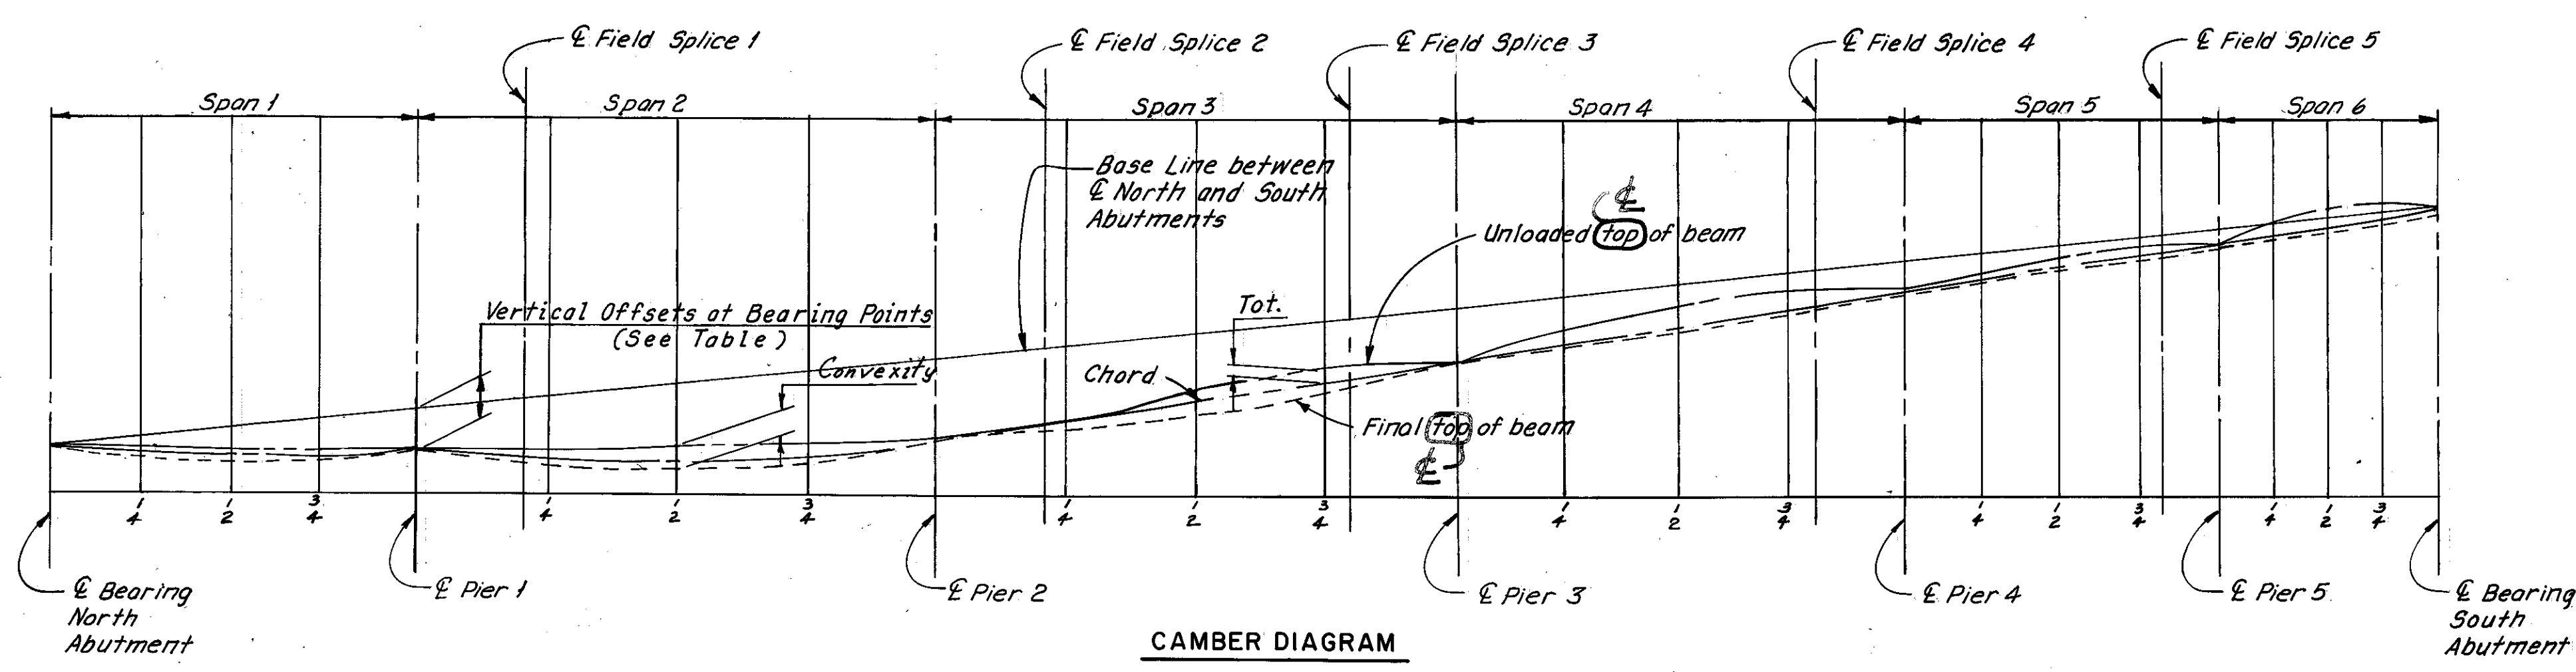 ℄ Field Splice 1
℄ Field Splice 2
℄ Field Splice 3
℄ Field Splice 4
℄ Field Splice 5
Span 1
Span 2
Span 3
Span 4
Span 5
Span 6
Base Line between
℄ North and South
Abutments
℄
Unloaded top of beam
Vertical Offsets at Bearing Points
(See Table)
Tot.
Convexity
Chord
Final top of beam
℄
1/4 1/2 3/4 1/4 1/2 3/4 1/4 1/2 3/4 1/4 1/2 3/4 1/4 1/2 3/4 1/4 1/2 3/4
℄ Bearing
North
Abutment
℄ Pier 1
℄ Pier 2
℄ Pier 3
℄ Pier 4
℄ Pier 5
℄ Bearing
South
Abutment
CAMBER DIAGRAM